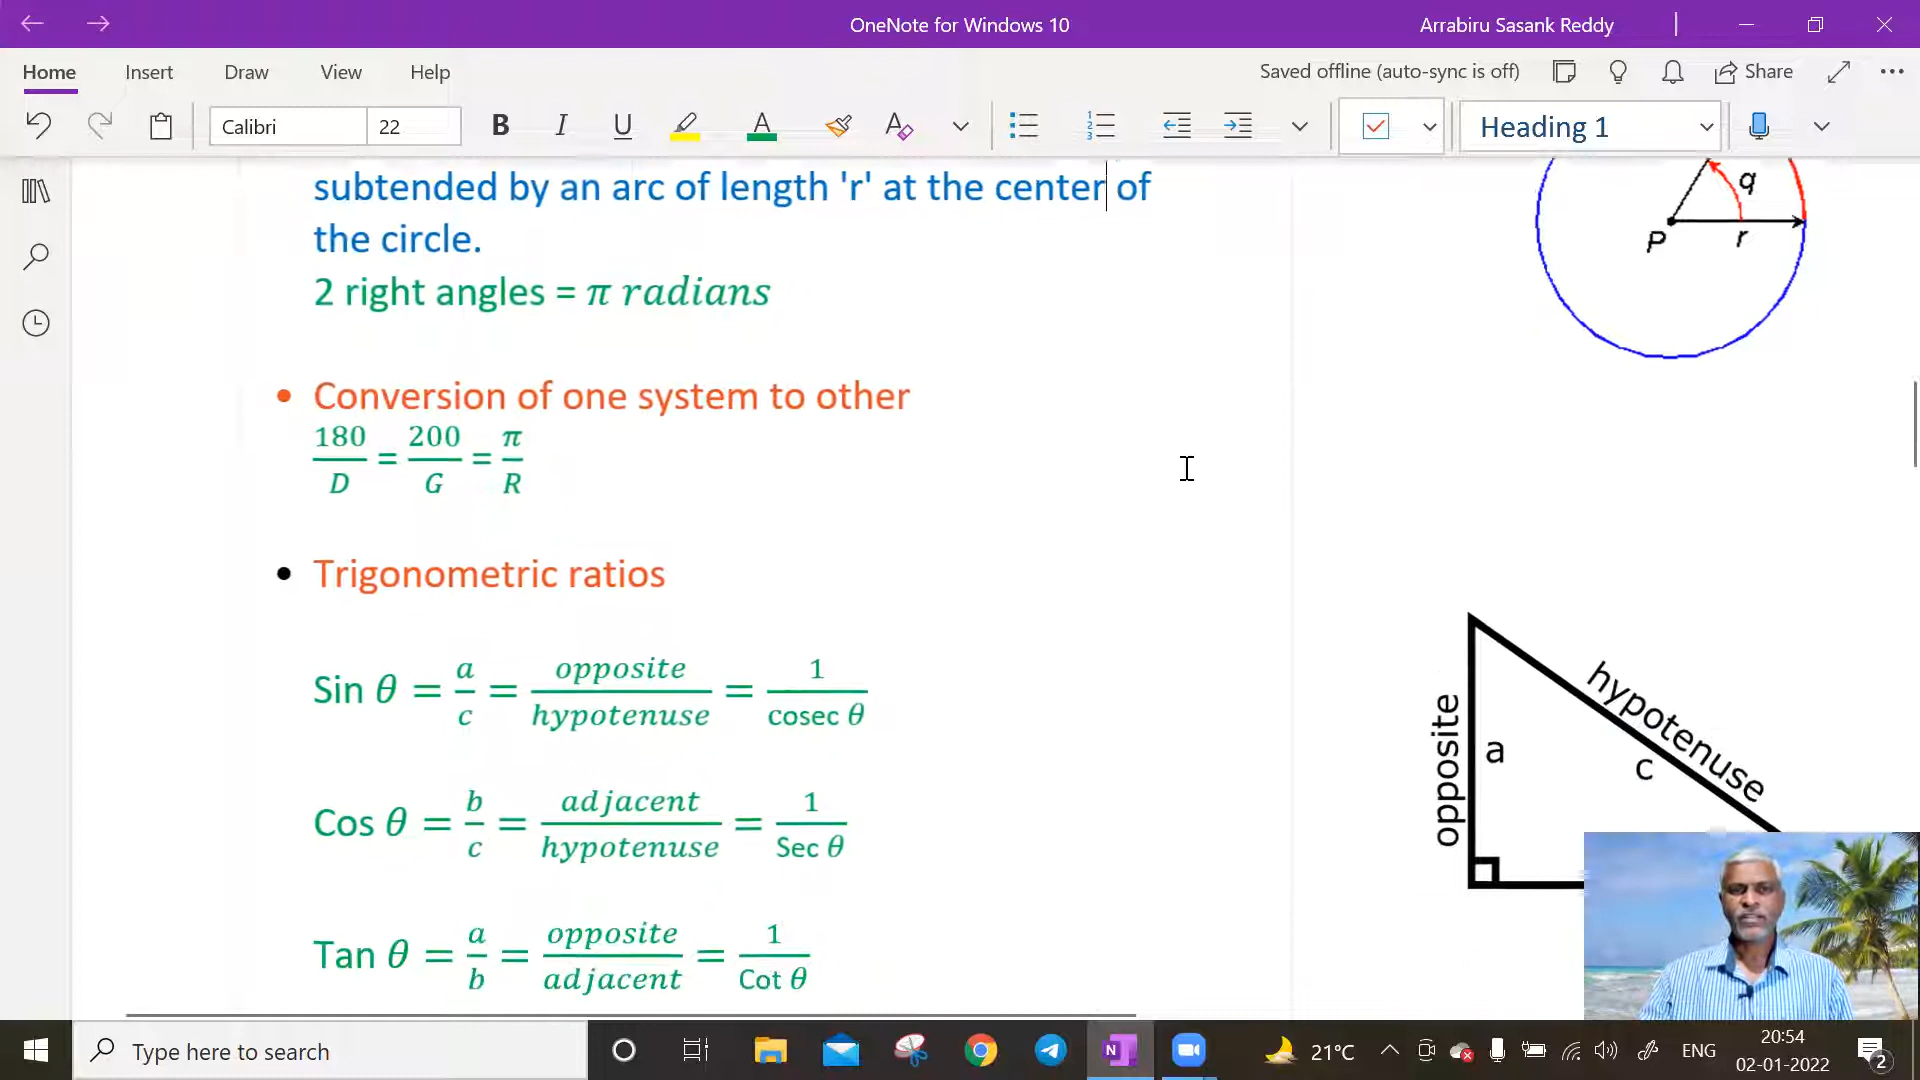 OneNote for Windows 10
Arrabiru Sasank Reddy
Home Insert Draw View Help
Saved offline (auto-sync is off)
Share
Calibri 22 B I U A A Heading 1
subtended by an arc of length 'r' at the center of
the circle.
2 right angles = π radians
• Conversion of one system to other
180/D = 200/G = π/R
• Trigonometric ratios
Sin θ = a/c = opposite/hypotenuse = 1/cosec θ
Cos θ = b/c = adjacent/hypotenuse = 1/Sec θ
Tan θ = a/b = opposite/adjacent = 1/Cot θ
q
P
r
opposite
a
hypotenuse
c
Type here to search
21°C
ENG
20:54
02-01-2022
2